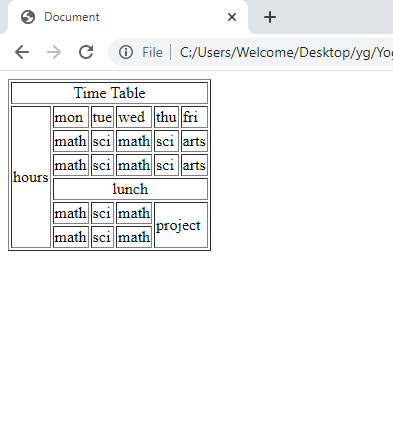 Document
File C:/Users/Welcome/Desktop/yg/Yo
Time Table
hours
mon tue wed thu fri
math sci math sci arts
math sci math sci arts
lunch
math sci math project
math sci math